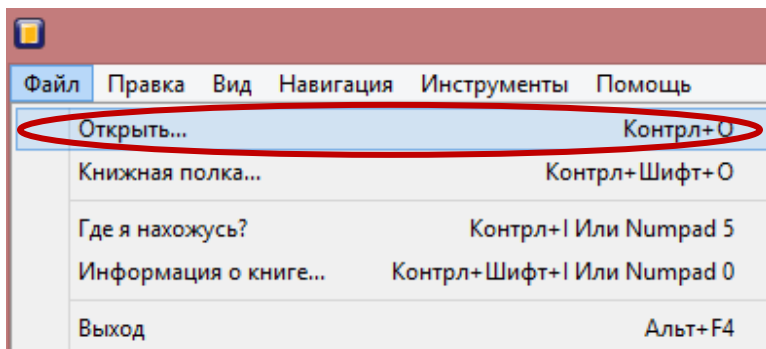 Файл Правка Вид Навигация Инструменты Помощь
Открыть... Контрл+O
Книжная полка... Контрл+Шифт+O
Где я нахожусь? Контрл+I Или Numpad 5
Информация о книге... Контрл+Шифт+I Или Numpad 0
Выход Альт+F4